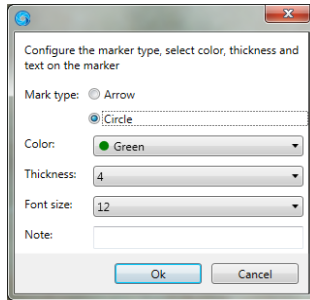 Configure the marker type, select color, thickness and
text on the marker
Mark type: Arrow
Circle
Color: Green
Thickness: 4
Font size: 12
Note:
Ok Cancel